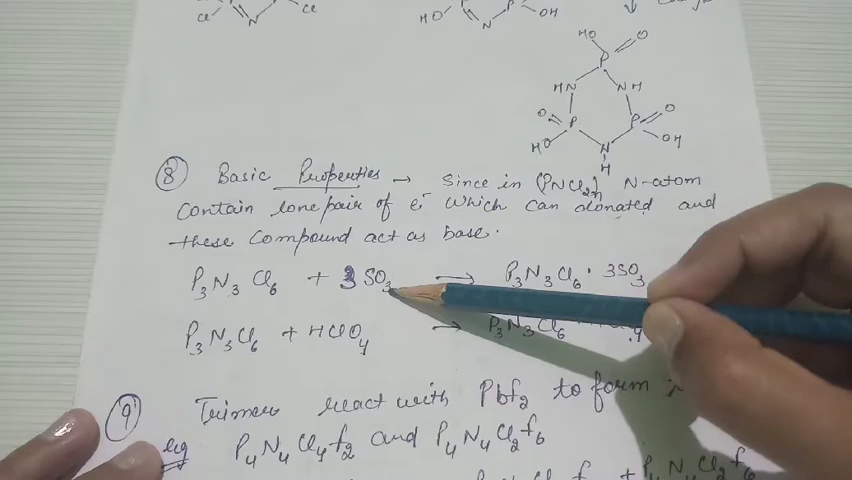 Cl N Cl
HO P N P OH
HO O
P
HN NH
O P P O
HO N OH
H
8 Basic Properties → Since in (PNCl2)n N-atom
contain lone pair of e⁻ which can donated and
these compound act as base.
P3N3Cl6 + 3SO3 → P3N3Cl6 · 3SO3
P3N3Cl6 + HClO4 → P3N3Cl6
9 Trimer react with Pbf2 to form
eg P4N4Cl4f2 and P4N4Cl2f6
+ P4N4Cl2f6